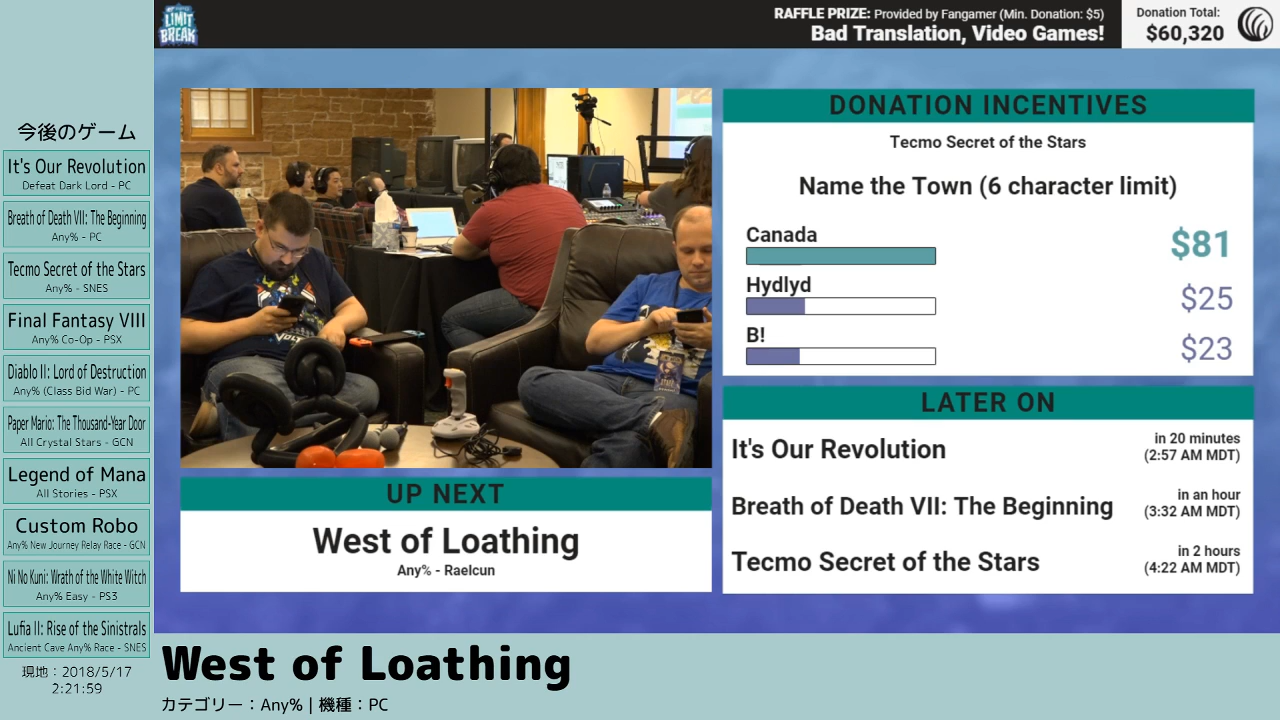 LIMIT
BREAK
RAFFLE PRIZE: Provided by Fangamer (Min. Donation: $5)
Bad Translation, Video Games!
Donation Total:
$60,320
今後のゲーム
It's Our Revolution
Defeat Dark Lord - PC
Breath of Death VII: The Beginning
Any% - PC
Tecmo Secret of the Stars
Any% - SNES
Final Fantasy VIII
Any% Co-Op - PSX
Diablo II: Lord of Destruction
Any% (Class Bid War) - PC
Paper Mario: The Thousand-Year Door
All Crystal Stars - GCN
Legend of Mana
All Stories - PSX
Custom Robo
Any% New Journey Relay Race - GCN
Ni No Kuni: Wrath of the White Witch
Any% Easy - PS3
Lufia II: Rise of the Sinistrals
Ancient Cave Any% Race - SNES
現地：2018/5/17
2:21:59
UP NEXT
West of Loathing
Any% - Raelcun
DONATION INCENTIVES
Tecmo Secret of the Stars
Name the Town (6 character limit)
Canada
$81
Hydlyd
$25
B!
$23
LATER ON
It's Our Revolution
in 20 minutes
(2:57 AM MDT)
Breath of Death VII: The Beginning
in an hour
(3:32 AM MDT)
Tecmo Secret of the Stars
in 2 hours
(4:22 AM MDT)
West of Loathing
カテゴリー：Any% | 機種：PC